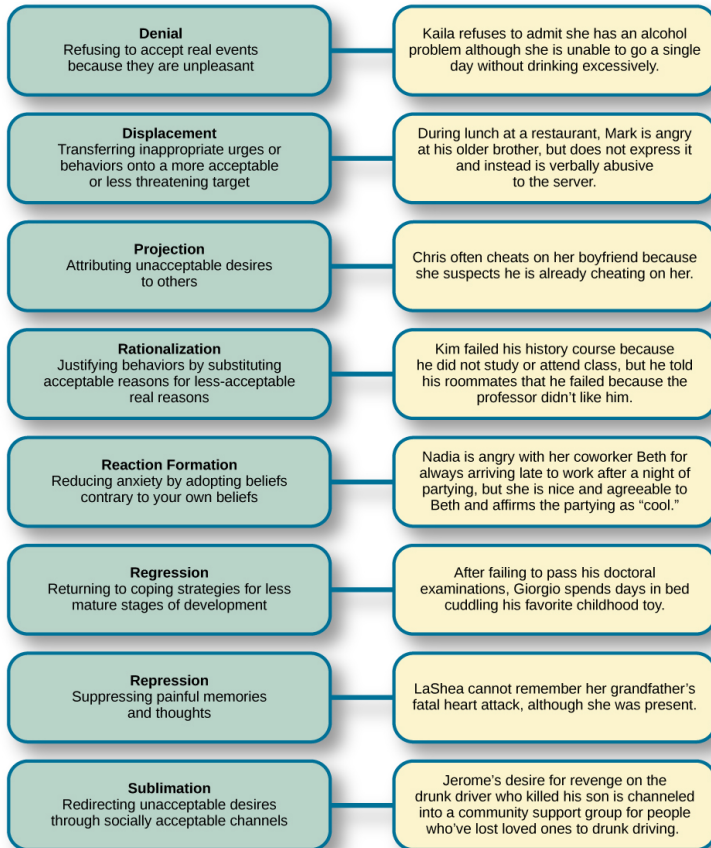 Denial
Refusing to accept real events
because they are unpleasant
Kaila refuses to admit she has an alcohol
problem although she is unable to go a single
day without drinking excessively.
Displacement
Transferring inappropriate urges or
behaviors onto a more acceptable
or less threatening target
During lunch at a restaurant, Mark is angry
at his older brother, but does not express it
and instead is verbally abusive
to the server.
Projection
Attributing unacceptable desires
to others
Chris often cheats on her boyfriend because
she suspects he is already cheating on her.
Rationalization
Justifying behaviors by substituting
acceptable reasons for less-acceptable
real reasons
Kim failed his history course because
he did not study or attend class, but he told
his roommates that he failed because the
professor didn’t like him.
Reaction Formation
Reducing anxiety by adopting beliefs
contrary to your own beliefs
Nadia is angry with her coworker Beth for
always arriving late to work after a night of
partying, but she is nice and agreeable to
Beth and affirms the partying as “cool.”
Regression
Returning to coping strategies for less
mature stages of development
After failing to pass his doctoral
examinations, Giorgio spends days in bed
cuddling his favorite childhood toy.
Repression
Suppressing painful memories
and thoughts
LaShea cannot remember her grandfather’s
fatal heart attack, although she was present.
Sublimation
Redirecting unacceptable desires
through socially acceptable channels
Jerome’s desire for revenge on the
drunk driver who killed his son is channeled
into a community support group for people
who’ve lost loved ones to drunk driving.